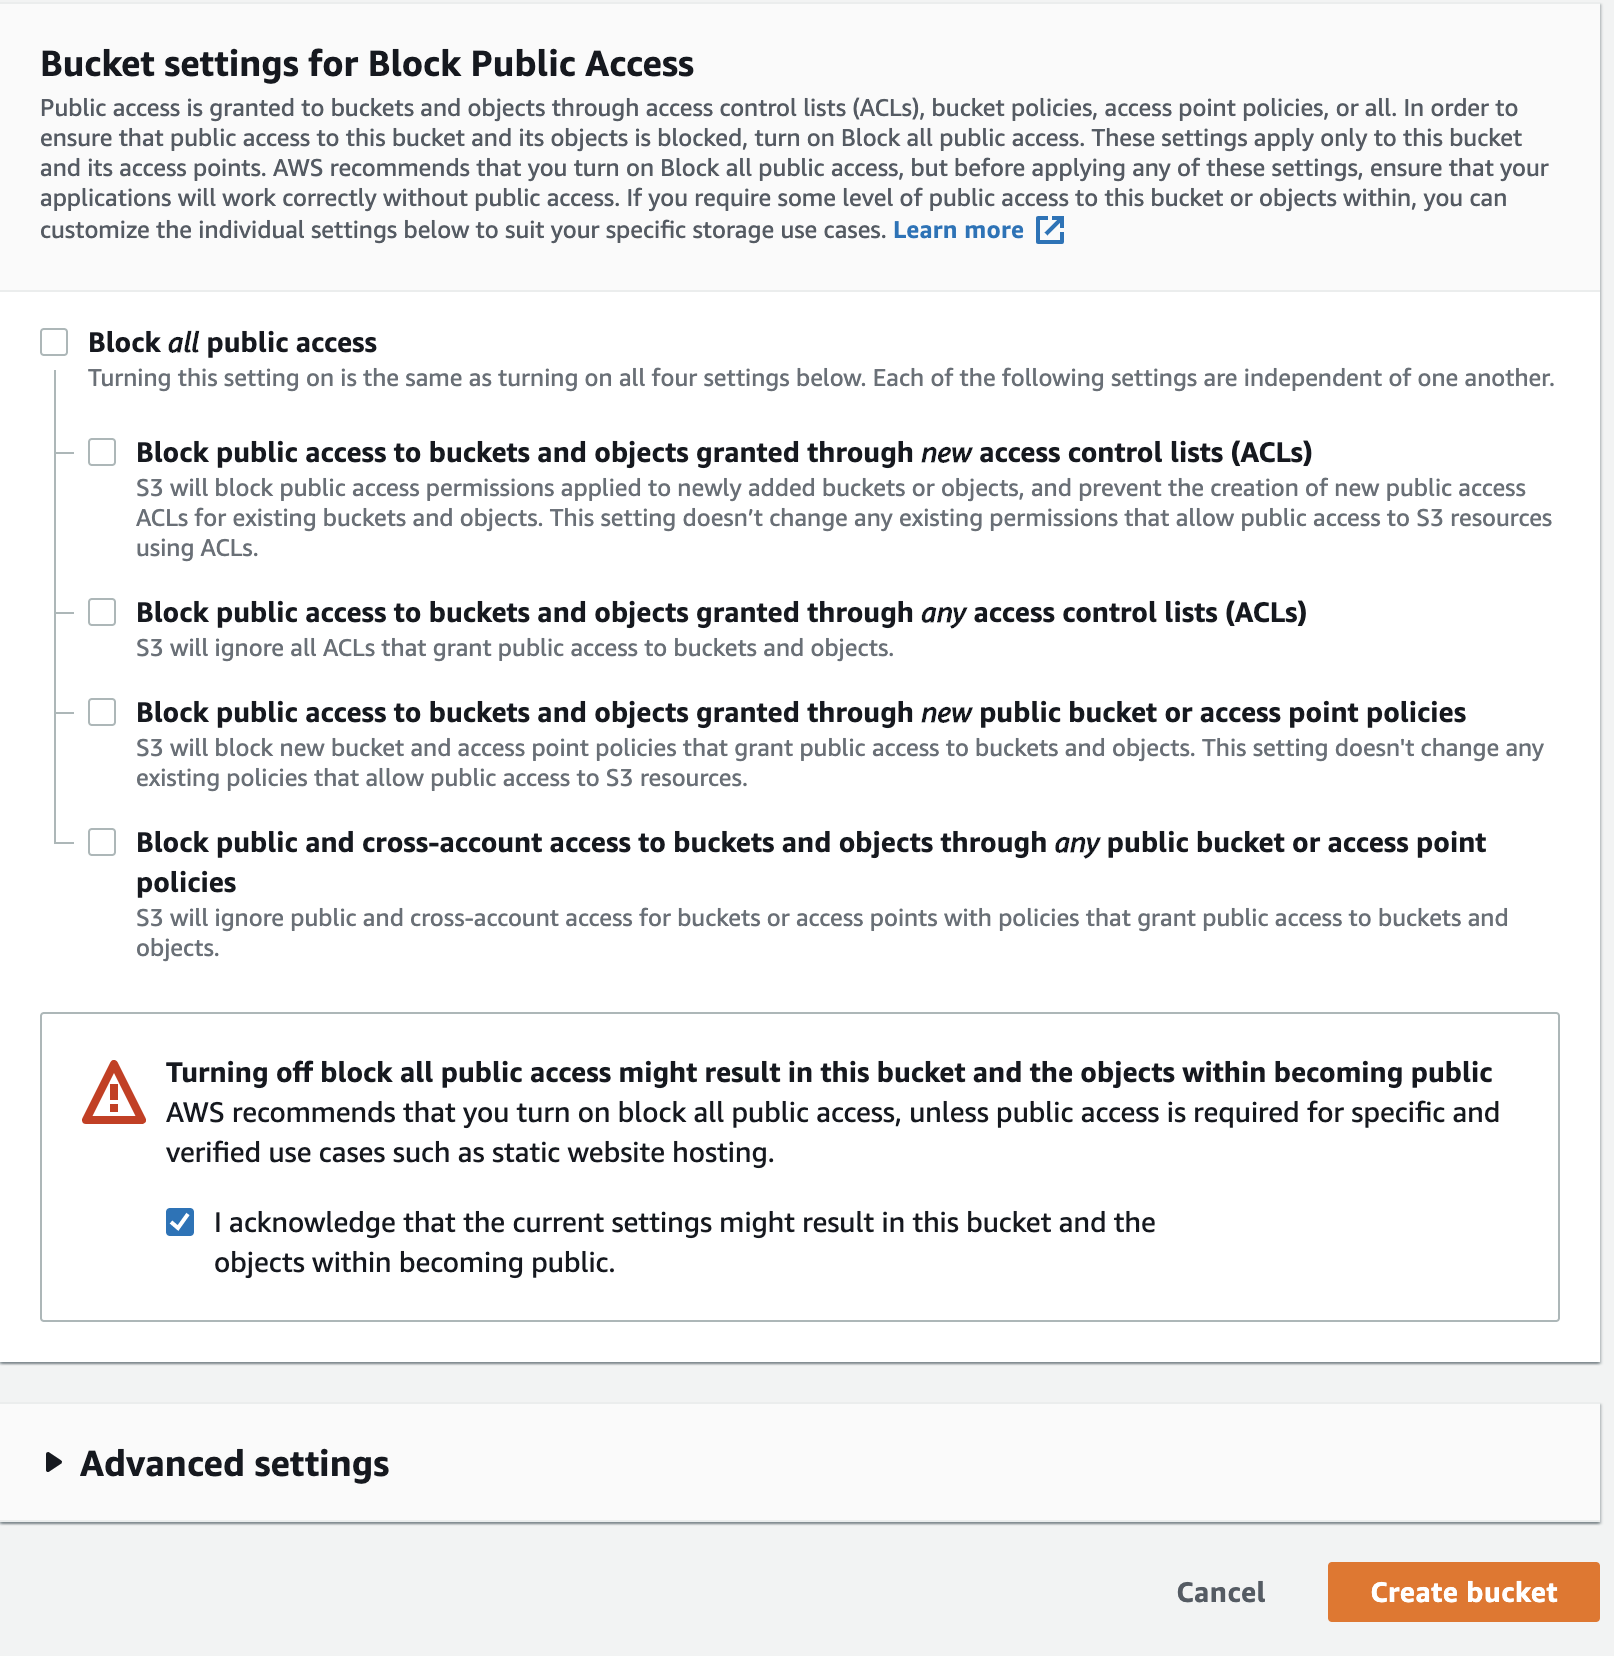 Bucket settings for Block Public Access
Public access is granted to buckets and objects through access control lists (ACLs), bucket policies, access point policies, or all. In order to
ensure that public access to this bucket and its objects is blocked, turn on Block all public access. These settings apply only to this bucket
and its access points. AWS recommends that you turn on Block all public access, but before applying any of these settings, ensure that your
applications will work correctly without public access. If you require some level of public access to this bucket or objects within, you can
customize the individual settings below to suit your specific storage use cases. Learn more
Block all public access
Turning this setting on is the same as turning on all four settings below. Each of the following settings are independent of one another.
Block public access to buckets and objects granted through new access control lists (ACLs)
S3 will block public access permissions applied to newly added buckets or objects, and prevent the creation of new public access
ACLs for existing buckets and objects. This setting doesn’t change any existing permissions that allow public access to S3 resources
using ACLs.
Block public access to buckets and objects granted through any access control lists (ACLs)
S3 will ignore all ACLs that grant public access to buckets and objects.
Block public access to buckets and objects granted through new public bucket or access point policies
S3 will block new bucket and access point policies that grant public access to buckets and objects. This setting doesn't change any
existing policies that allow public access to S3 resources.
Block public and cross-account access to buckets and objects through any public bucket or access point
policies
S3 will ignore public and cross-account access for buckets or access points with policies that grant public access to buckets and
objects.
Turning off block all public access might result in this bucket and the objects within becoming public
AWS recommends that you turn on block all public access, unless public access is required for specific and
verified use cases such as static website hosting.
I acknowledge that the current settings might result in this bucket and the
objects within becoming public.
Advanced settings
Cancel
Create bucket